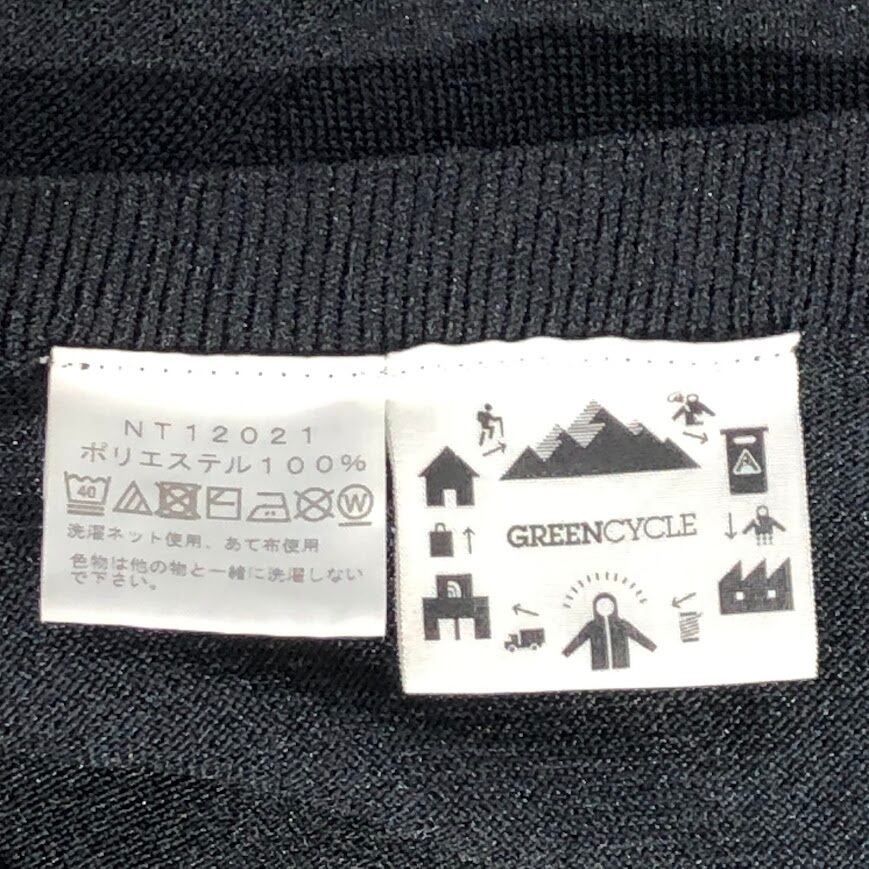 NT12021
ポリエステル100%
40 W
洗濯ネット使用、あて布使用
色物は他の物と一緒に洗濯しない
で下さい。
GREENCYCLE